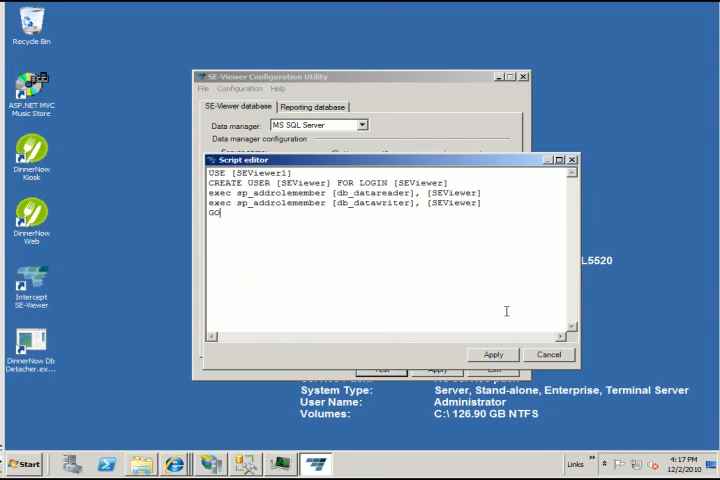 Recycle Bin
ASP.NET MVC
Music Store
DinnerNow
Kiosk
DinnerNow
Web
Intercept
SE-Viewer
DinnerNow Db
Detacher.ex...
SE-Viewer Configuration Utility
File Configuration Help
SE-Viewer database Reporting database
Data manager: MS SQL Server
Data manager configuration
Script editor
USE [SEViewer1]
CREATE USER [SEViewer] FOR LOGIN [SEViewer]
exec sp_addrolemember [db_datareader], [SEViewer]
exec sp_addrolemember [db_datawriter], [SEViewer]
GO
Apply Cancel
L5520
System Type: Server, Stand-alone, Enterprise, Terminal Server
User Name: Administrator
Volumes: C:\ 126.90 GB NTFS
Start
Links
4:17 PM
12/2/2010